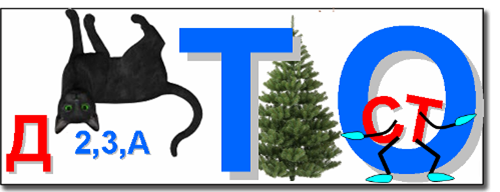 Д 2,3,А Т О СТ